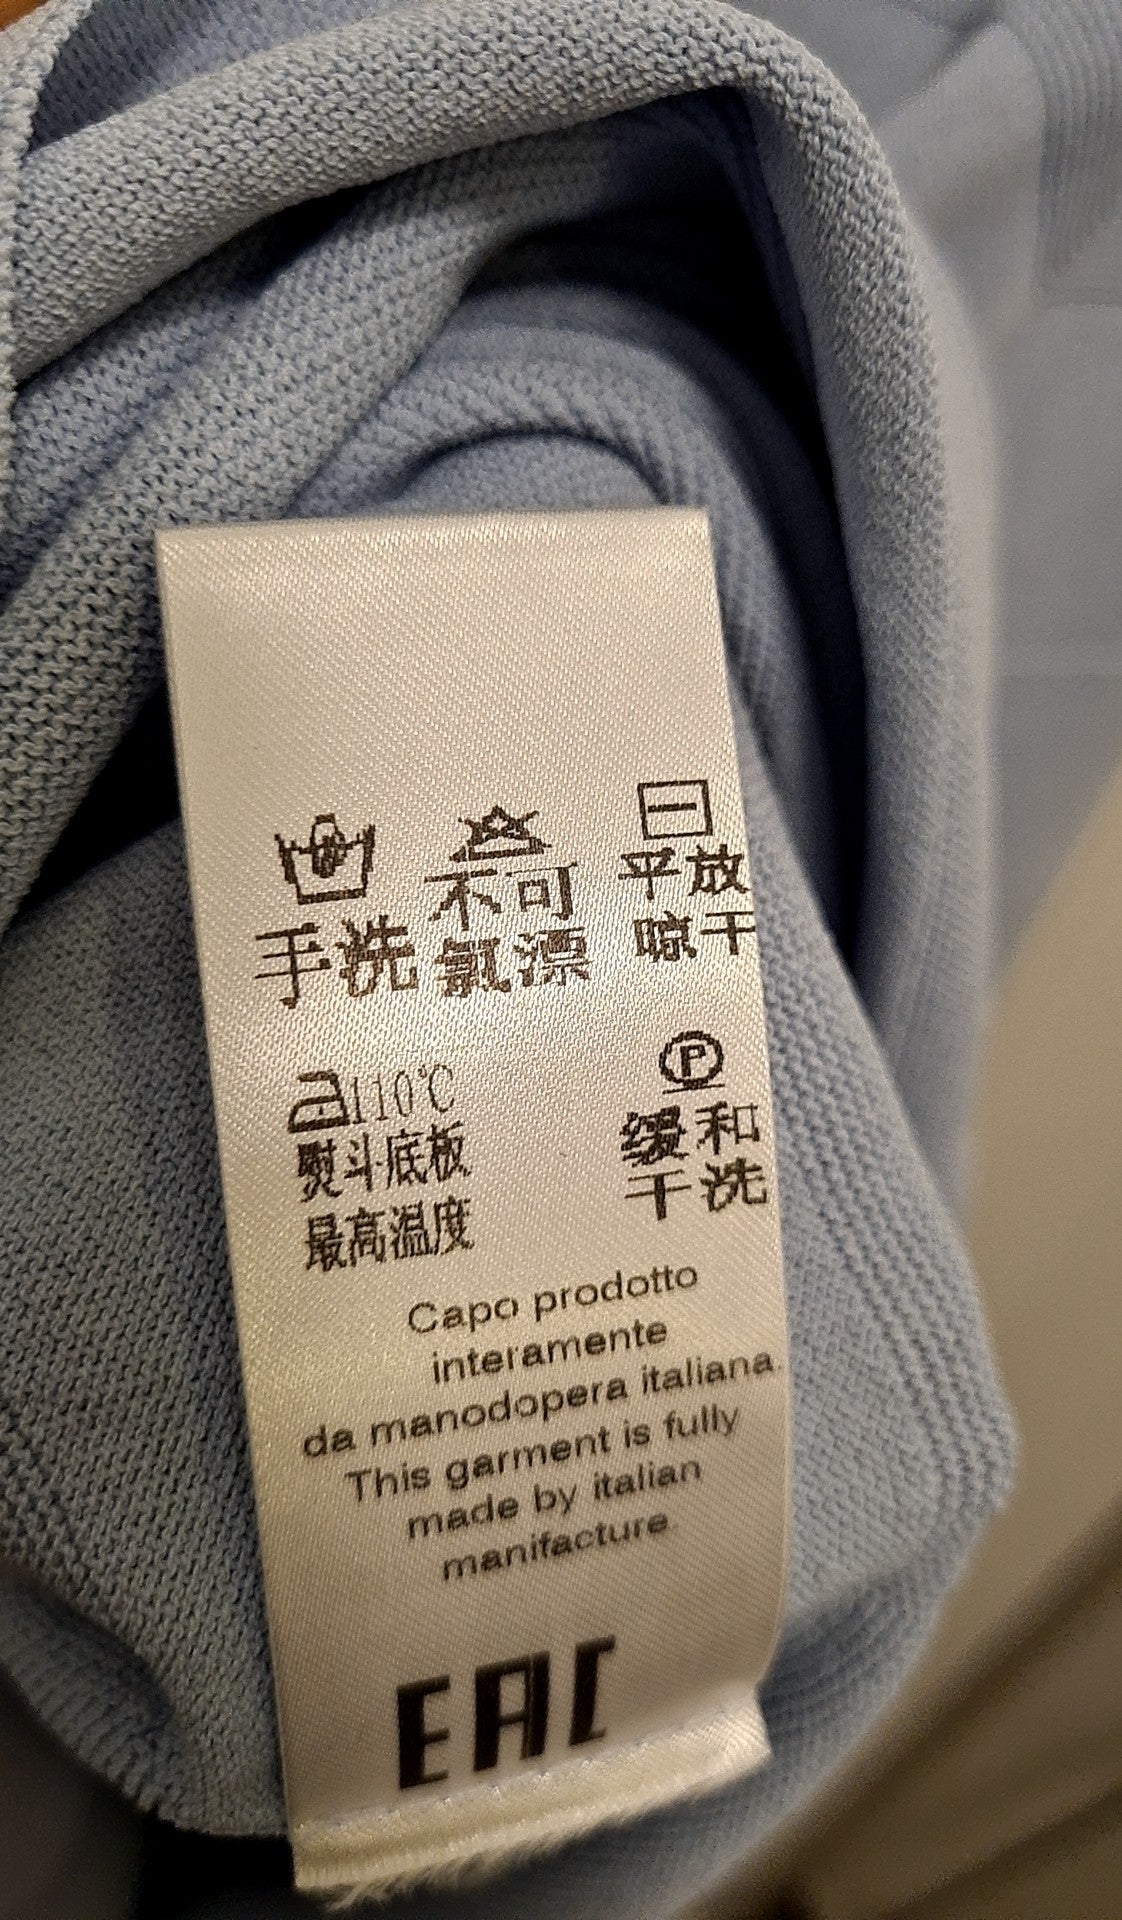 手洗
不可
氯漂
平放
晾干
110℃
熨斗底板
最高温度
P
缓和
干洗
Capo prodotto
interamente
da manodopera italiana.
This garment is fully
made by italian
manifacture.
EAC